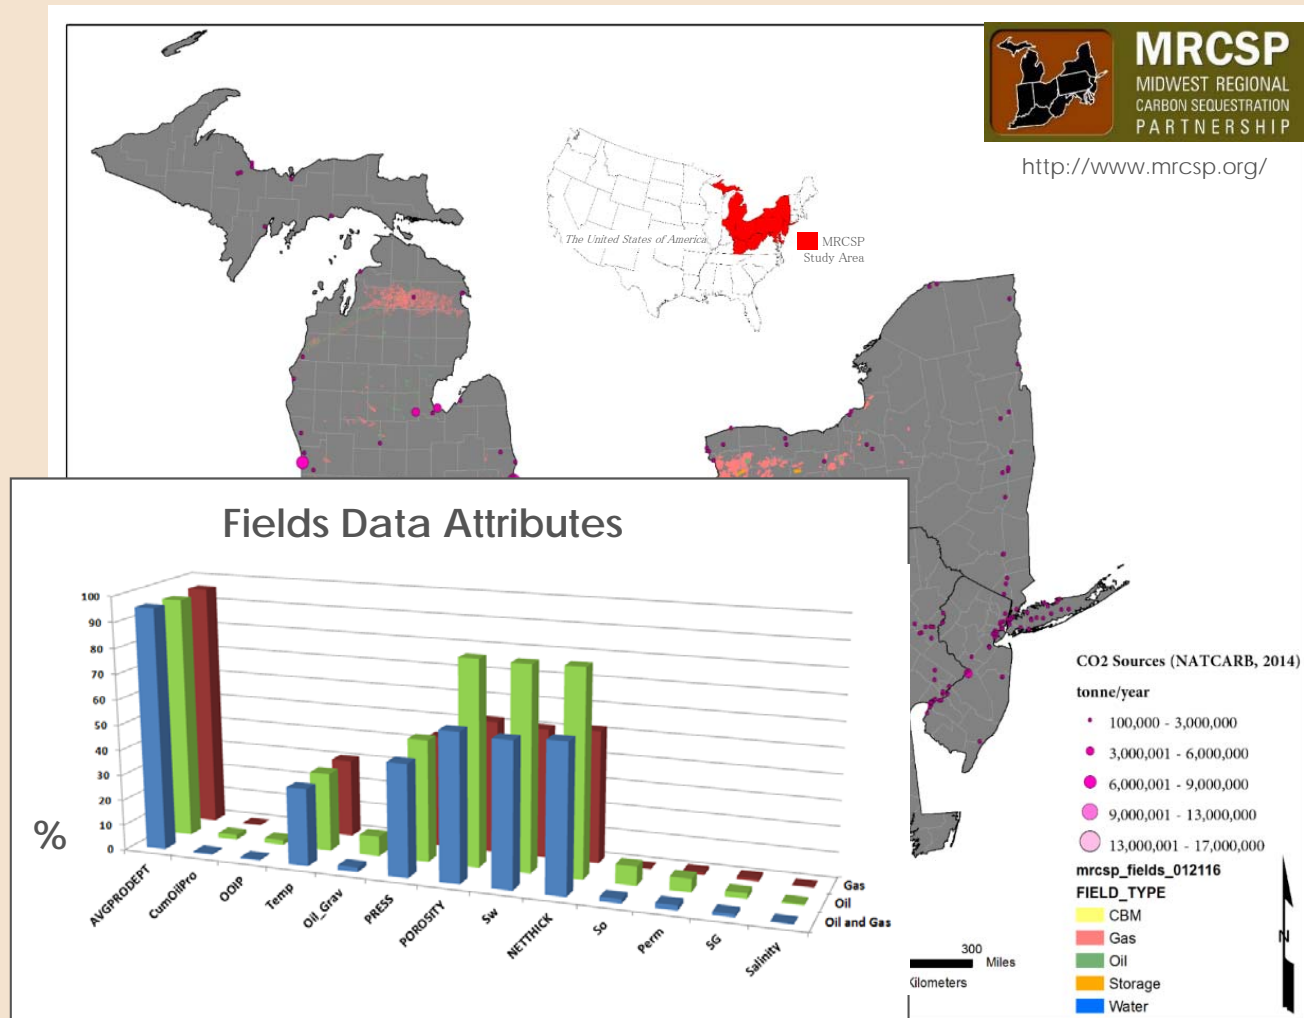 MRCSP
MIDWEST REGIONAL
CARBON SEQUESTRATION
PARTNERSHIP
http://www.mrcsp.org/
The United States of America
MRCSP
Study Area
Fields Data Attributes
100
90
80
70
60
50
40
30
20
10
0
%
AVGPRODEPT
CumOilPro
OOIP
Temp
Oil_Grav
PRESS
POROSITY
Sw
NETTHICK
So
Perm
SG
Salinity
Gas
Oil
Oil and Gas
CO2 Sources (NATCARB, 2014)
tonne/year
100,000 - 3,000,000
3,000,001 - 6,000,000
6,000,001 - 9,000,000
9,000,001 - 13,000,000
13,000,001 - 17,000,000
mrcsp_fields_012116
FIELD_TYPE
CBM
Gas
Oil
Storage
Water
300
Miles
N